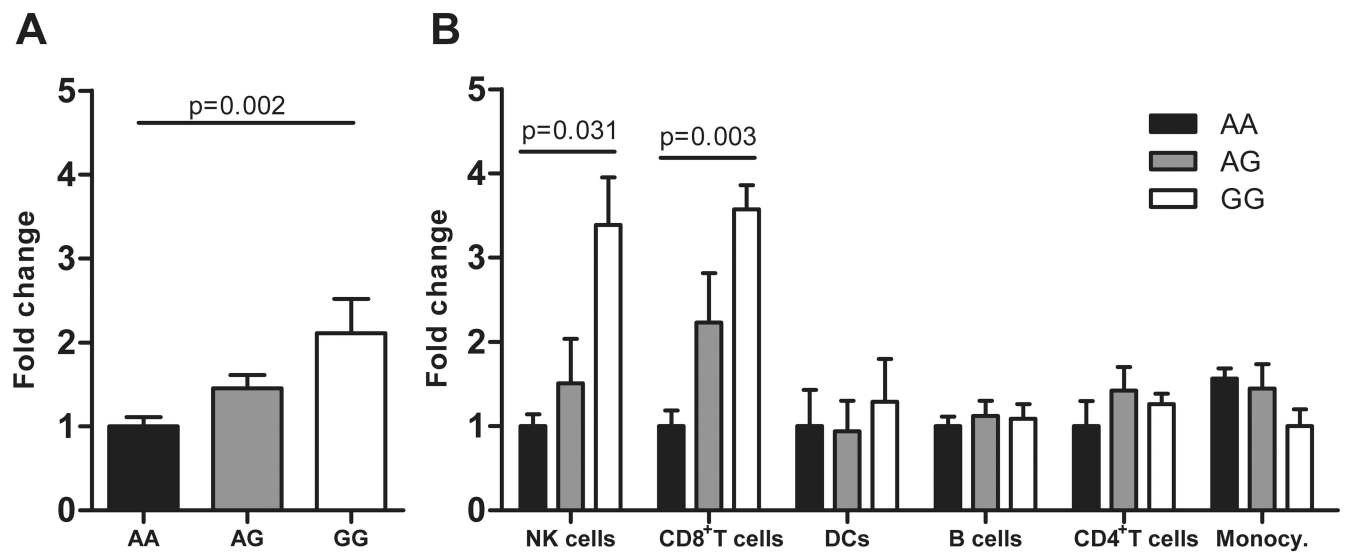 A
Fold change
5
4
3
2
1
0
p=0.002
AA
AG
GG
B
Fold change
5
4
3
2
1
0
p=0.031
p=0.003
AA
AG
GG
NK cells
CD8+T cells
DCs
B cells
CD4+T cells
Monocy.